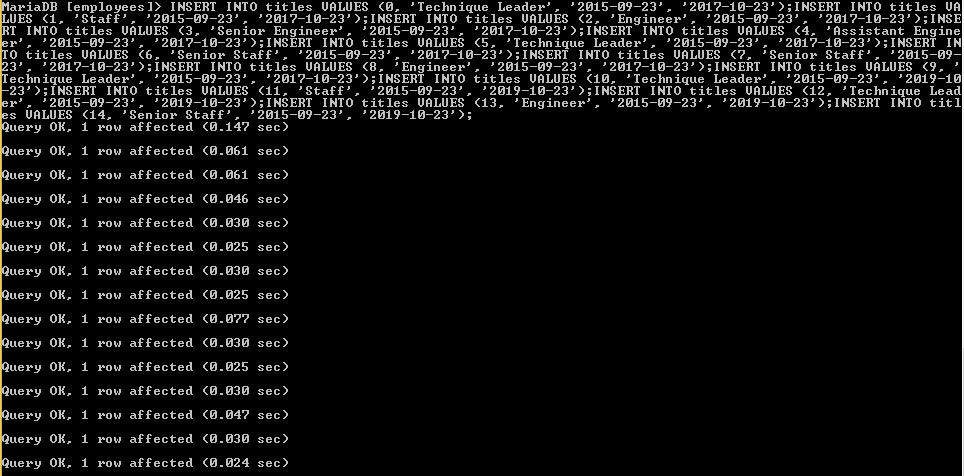 MariaDB [employees]> INSERT INTO titles VALUES (0, 'Technique Leader', '2015-09-23', '2017-10-23');INSERT INTO titles VA
LUES (1, 'Staff', '2015-09-23', '2017-10-23');INSERT INTO titles VALUES (2, 'Engineer', '2015-09-23', '2017-10-23');INSE
RT INTO titles VALUES (3, 'Senior Engineer', '2015-09-23', '2017-10-23');INSERT INTO titles VALUES (4, 'Assistant Engine
er', '2015-09-23', '2017-10-23');INSERT INTO titles VALUES (5, 'Technique Leader', '2015-09-23', '2017-10-23');INSERT IN
TO titles VALUES (6, 'Senior Staff', '2015-09-23', '2017-10-23');INSERT INTO titles VALUES (7, 'Senior Staff', '2015-09-
23', '2017-10-23');INSERT INTO titles VALUES (8, 'Engineer', '2015-09-23', '2017-10-23');INSERT INTO titles VALUES (9, '
Technique Leader', '2015-09-23', '2017-10-23');INSERT INTO titles VALUES (10, 'Technique Leader', '2015-09-23', '2019-10
-23');INSERT INTO titles VALUES (11, 'Staff', '2015-09-23', '2019-10-23');INSERT INTO titles VALUES (12, 'Technique Lead
er', '2015-09-23', '2019-10-23');INSERT INTO titles VALUES (13, 'Engineer', '2015-09-23', '2019-10-23');INSERT INTO titl
es VALUES (14, 'Senior Staff', '2015-09-23', '2019-10-23');
Query OK, 1 row affected (0.147 sec)
Query OK, 1 row affected (0.061 sec)
Query OK, 1 row affected (0.061 sec)
Query OK, 1 row affected (0.046 sec)
Query OK, 1 row affected (0.030 sec)
Query OK, 1 row affected (0.025 sec)
Query OK, 1 row affected (0.030 sec)
Query OK, 1 row affected (0.025 sec)
Query OK, 1 row affected (0.077 sec)
Query OK, 1 row affected (0.030 sec)
Query OK, 1 row affected (0.025 sec)
Query OK, 1 row affected (0.030 sec)
Query OK, 1 row affected (0.047 sec)
Query OK, 1 row affected (0.030 sec)
Query OK, 1 row affected (0.024 sec)